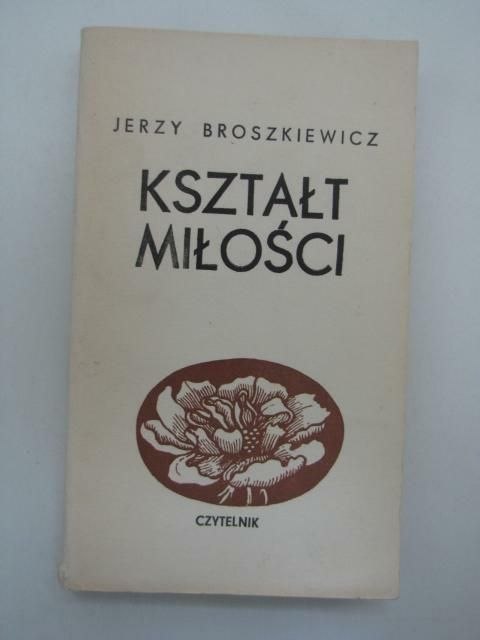 JERZY BROSZKIEWICZ
KSZTAŁT
MIŁOŚCI
CZYTELNIK